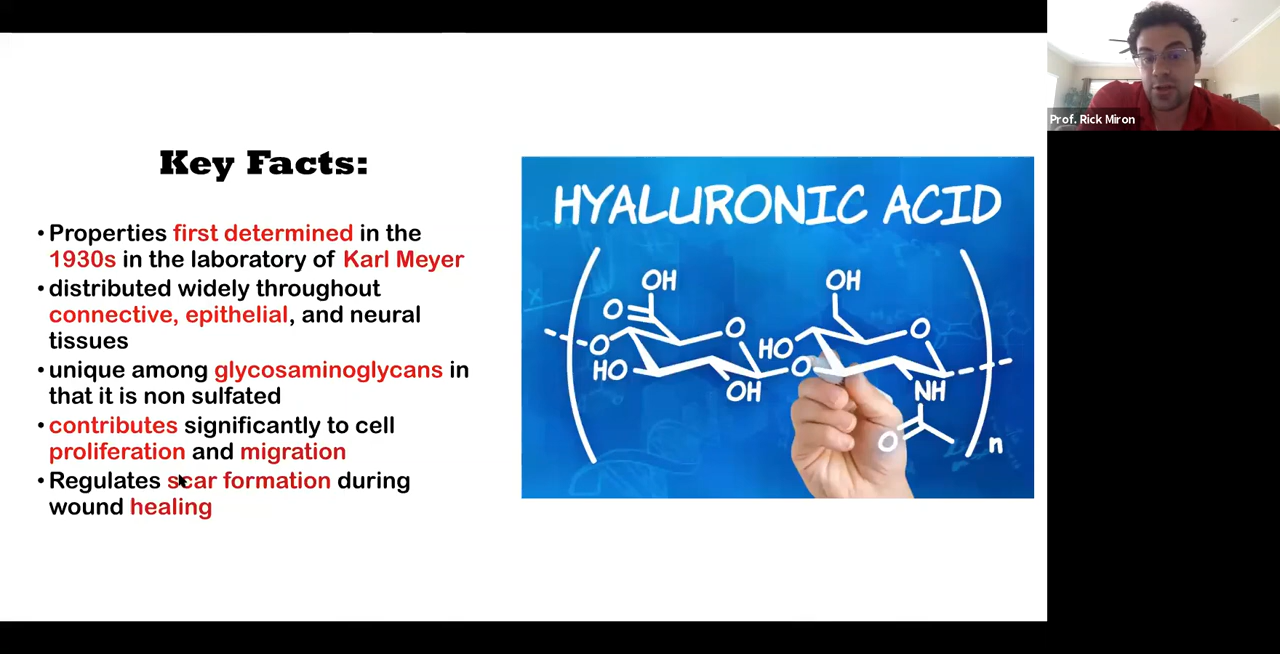 Prof. Rick Miron
Key Facts:
• Properties first determined in the
1930s in the laboratory of Karl Meyer
• distributed widely throughout
connective, epithelial, and neural
tissues
• unique among glycosaminoglycans in
that it is non sulfated
• contributes significantly to cell
proliferation and migration
• Regulates scar formation during
wound healing
HYALURONIC ACID
OH
OH
O
O
O
O
HO
HO
O
OH
NH
O
n